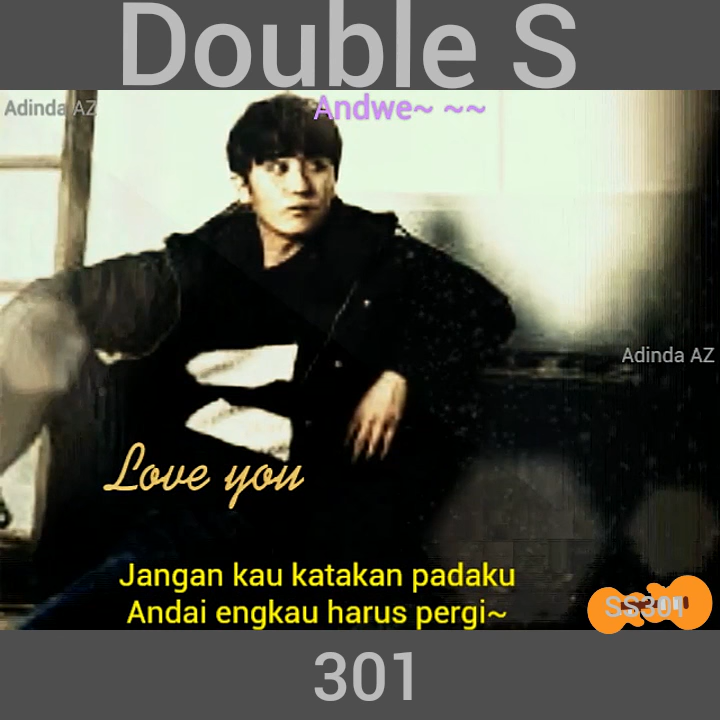 Double S
Adinda AZ
Andwe~ ~~
Adinda AZ
Love you
Jangan kau katakan padaku
Andai engkau harus pergi~
SS301
301